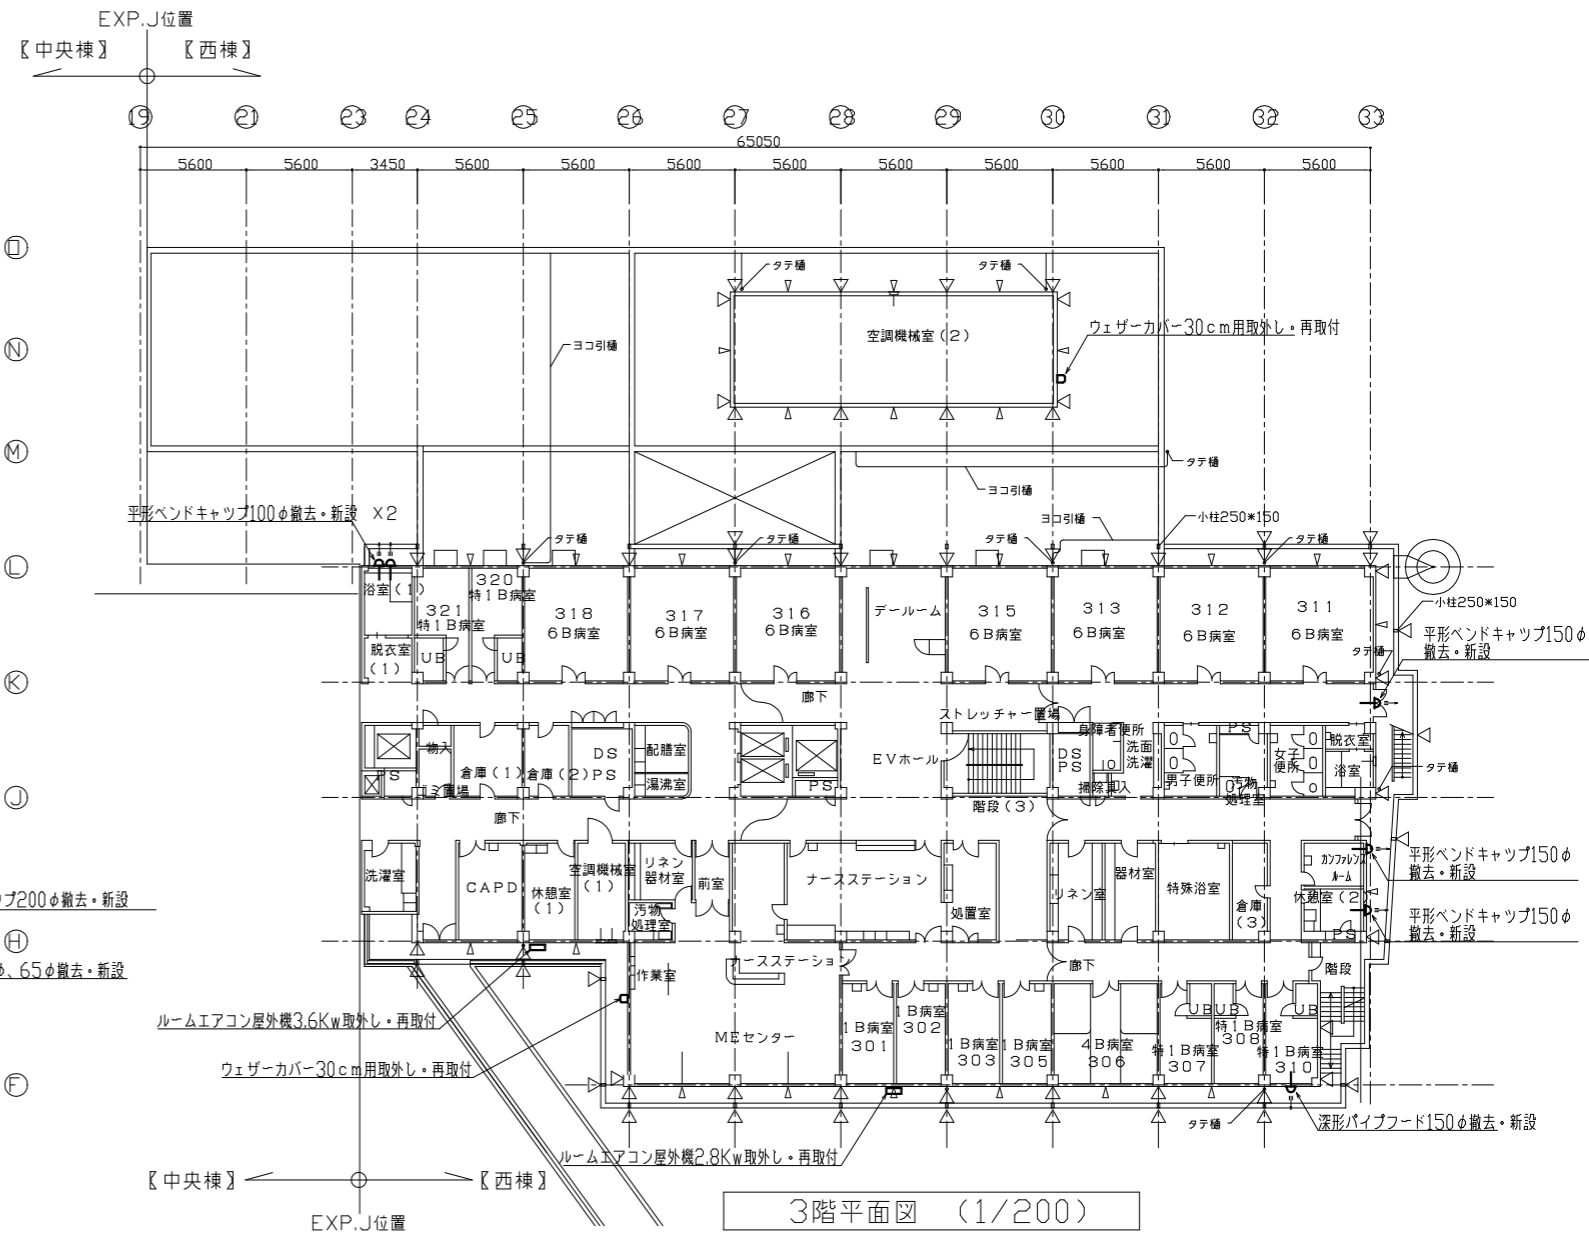 EXP.J位置
〖中央棟〗 〖西棟〗
19 21 23 24 25 26 27 28 29 30 31 32 33
65050
5600 5600 3450 5600 5600 5600 5600 5600 5600 5600 5600 5600
ロ
タテ樋 タテ樋
空調機械室(2)
ウェザーカバー30cm用取外し・再取付
N
ヨコ引樋
M
タテ樋
ヨコ引樋
平形ベンドキャップ100φ撤去・新設 ×2
ヨコ引樋
小柱250*150
タテ樋 タテ樋 タテ樋 タテ樋
L
浴室(1)
320
特1B病室
321
特1B病室
318
6B病室
317
6B病室
316
6B病室
デールーム
315
6B病室
313
6B病室
312
6B病室
311
6B病室
小柱250*150
平形ベンドキャップ150φ
撤去・新設
タテ樋
脱衣室
(1)
UB UB
K
廊下
ストレッチャー置場
物入
PS
倉庫(1)
倉庫(2)
DS
PS
配膳室
湯沸室
PS
EVホール
DS
PS
身障者便所
洗面
洗濯
PS
男子便所
女子
便所
汚物
処理室
脱衣室
浴室
タテ樋
J
ゴミ置場
階段(3)
廊下
洗濯室
CAPD
休憩室
(1)
空調機械室
(1)
リネン
器材室
前室
ナースステーション
汚物
処理室
処置室
リネン室
器材室
特殊浴室
倉庫
(3)
カンファレンス
ルーム
休憩室(2
PS
平形ベンドキャップ150φ
撤去・新設
平形ベンドキャップ150φ
撤去・新設
プ200φ撤去・新設
H
φ、65φ撤去・新設
作業室
ナースステーション
廊下
階段
ルームエアコン屋外機3.6Kw取外し・再取付
ウェザーカバー30cm用取外し・再取付
MEセンター
1B病室
301
1B病室
302
1B病室
303
1B病室
305
4B病室
306
UB UB UB
特1B病室
307
特1B病室
308
特1B病室
310
F
タテ樋
深形パイプフード150φ撤去・新設
ルームエアコン屋外機2.8Kw取外し・再取付
〖中央棟〗 〖西棟〗
EXP.J位置
3階平面図 (1/200)